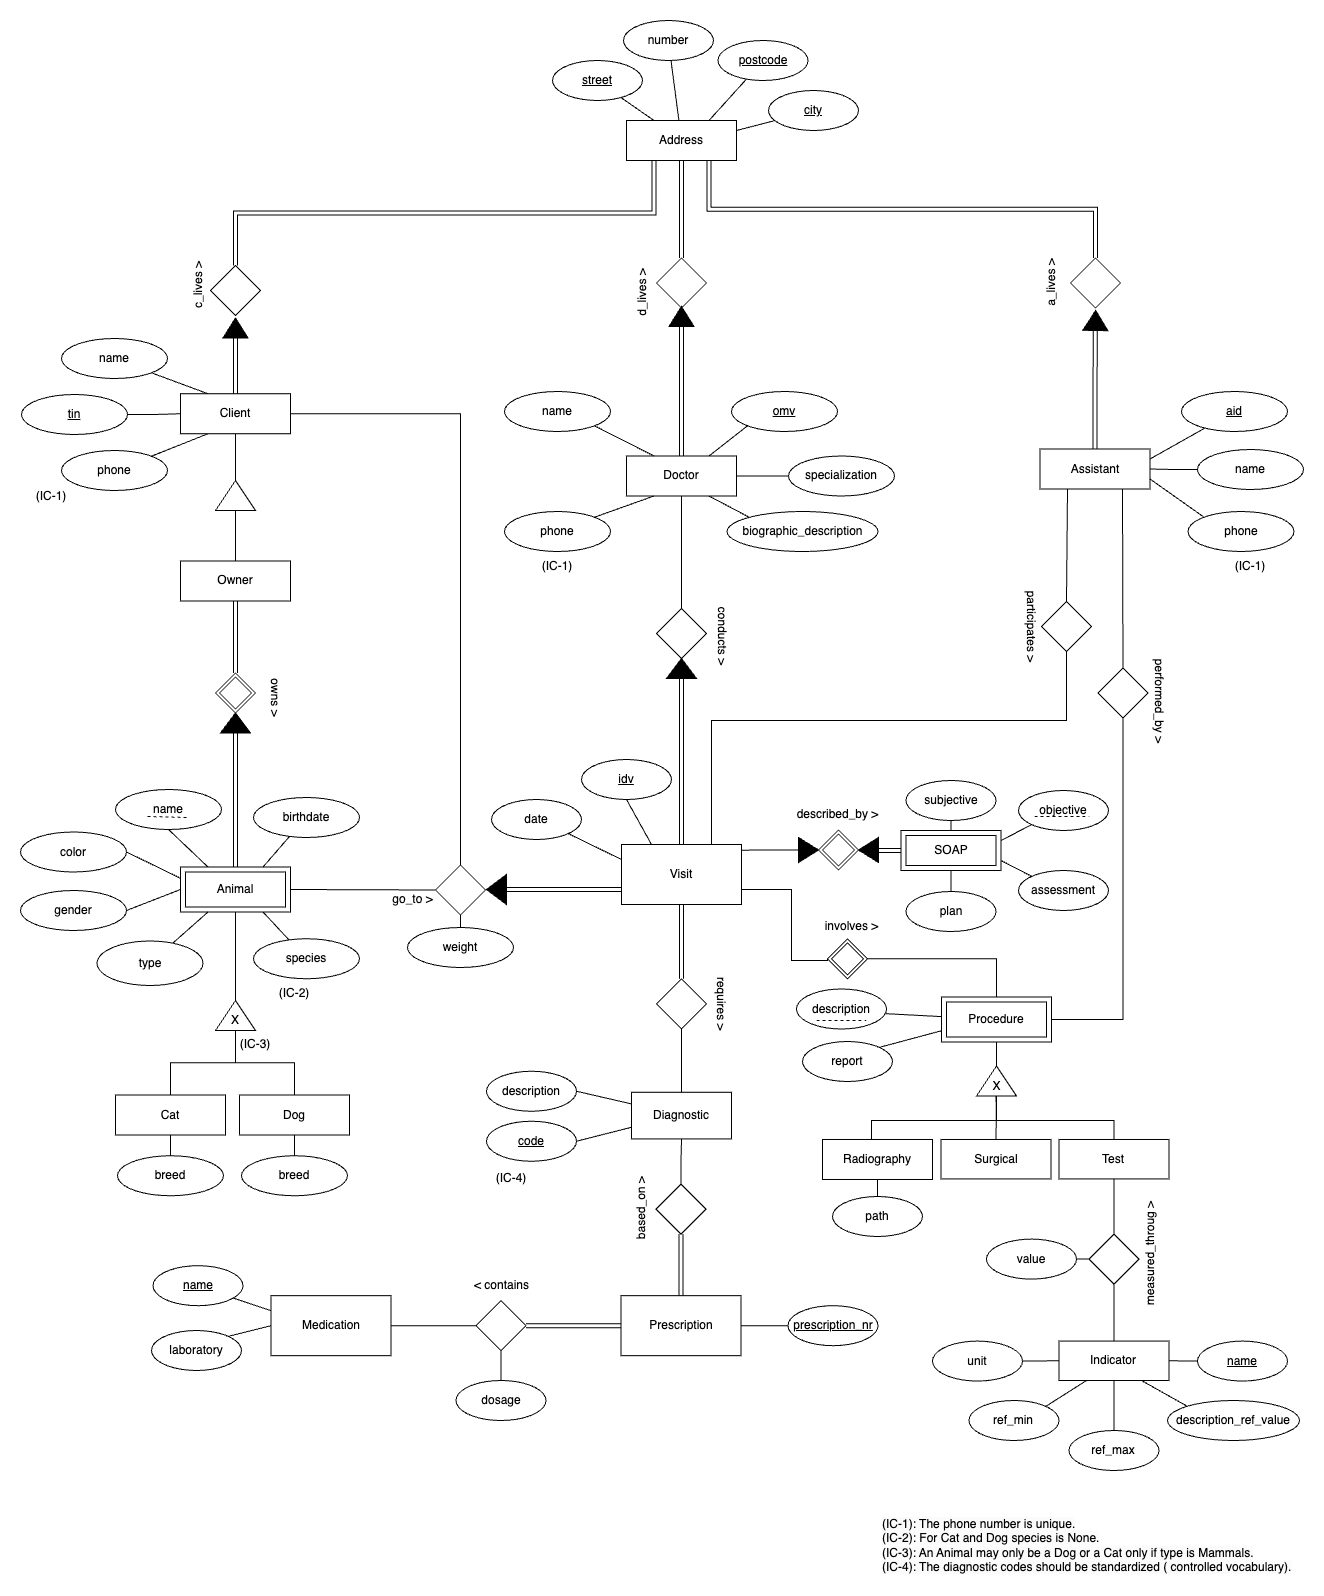 number
street
postcode
city
Address
c_lives >
d_lives >
a_lives >
name
tin
Client
phone
(IC-1)
name
omv
Doctor
specialization
phone
biographic_description
(IC-1)
aid
Assistant
name
phone
(IC-1)
Owner
owns >
conducts >
participates >
performed_by >
name
birthdate
color
Animal
gender
type
species
(IC-2)
go_to >
weight
idv
date
Visit
described_by >
subjective
objective
SOAP
assessment
plan
involves >
requires >
description
Procedure
report
X
(IC-3)
Cat
Dog
breed
breed
description
Diagnostic
code
(IC-4)
X
Radiography
Surgical
Test
path
based_on >
measured_throug >
value
< contains
name
Medication
laboratory
Prescription
prescription_nr
dosage
unit
Indicator
name
ref_min
description_ref_value
ref_max
(IC-1): The phone number is unique.
(IC-2): For Cat and Dog species is None.
(IC-3): An Animal may only be a Dog or a Cat only if type is Mammals.
(IC-4): The diagnostic codes should be standardized ( controlled vocabulary).